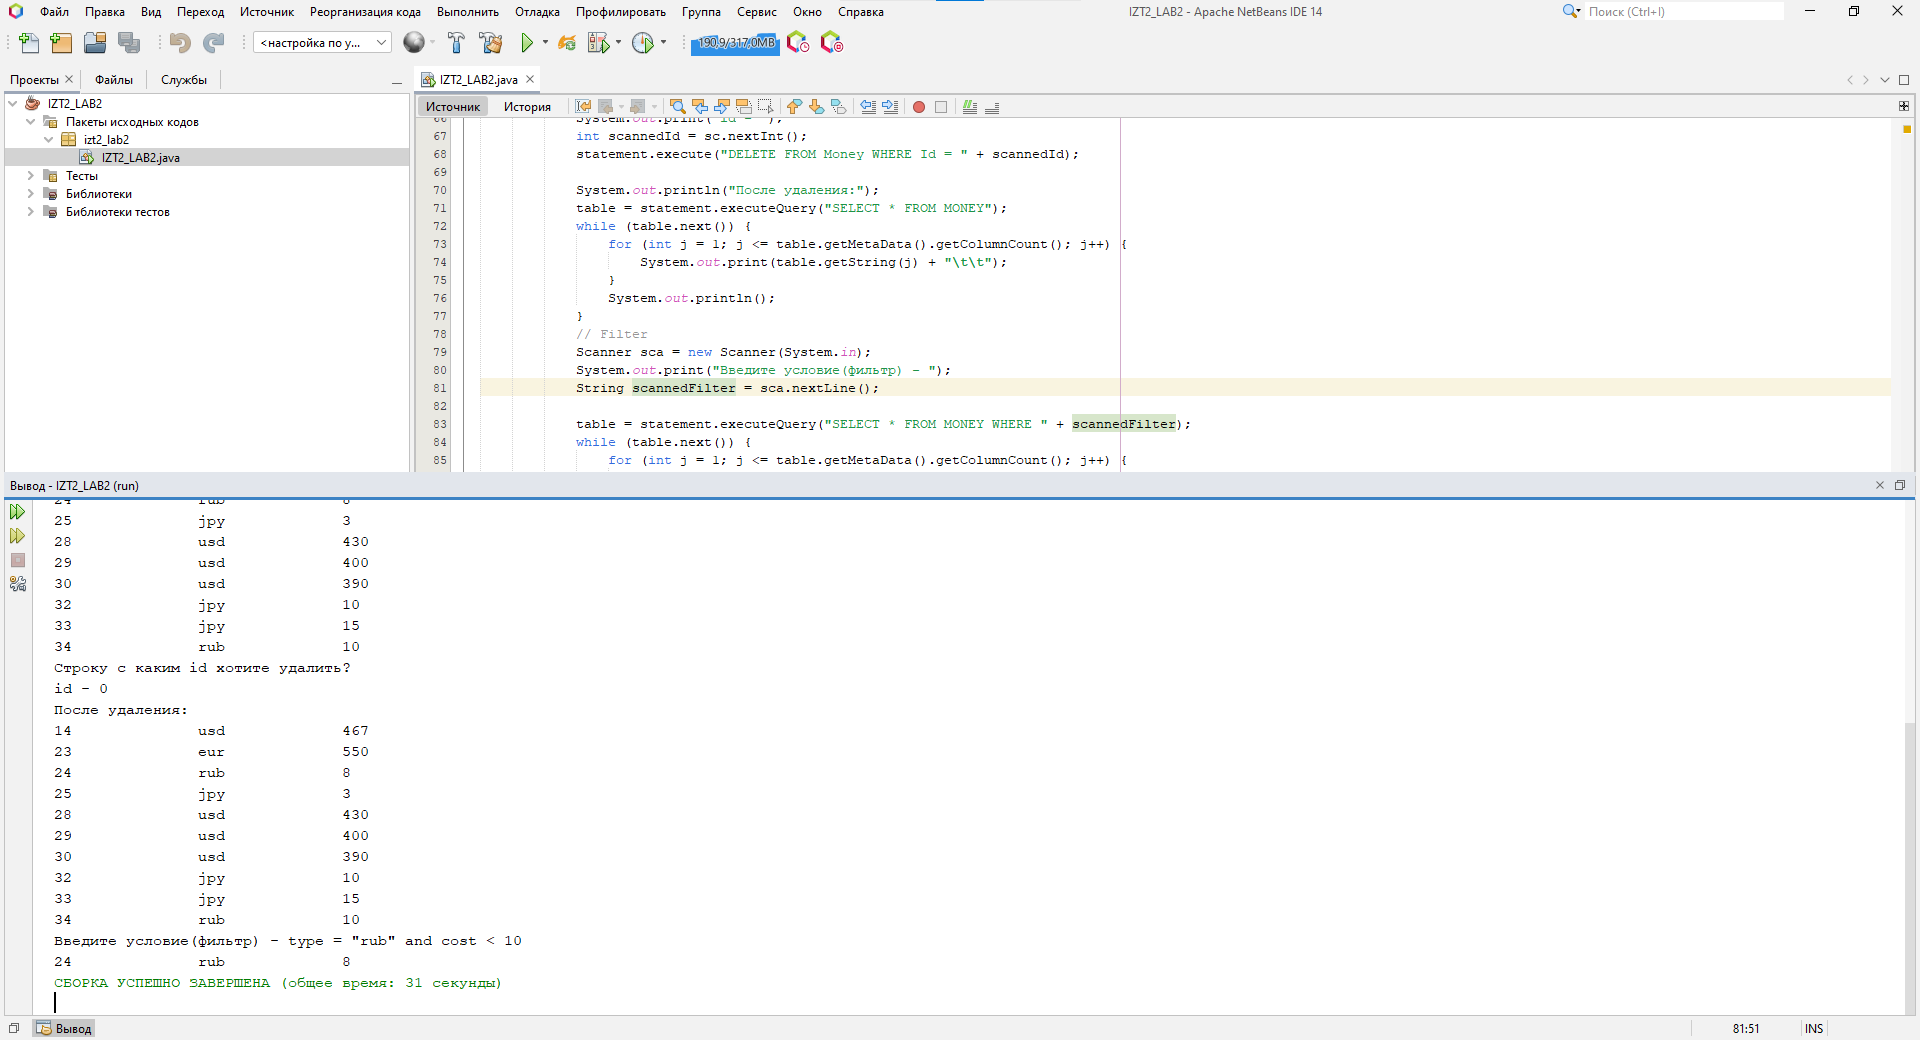 Файл Правка Вид Переход Источник Реорганизация кода Выполнить Отладка Профилировать Группа Сервис Окно Справка
IZT2_LAB2 - Apache NetBeans IDE 14
Поиск (Ctrl+I)
<настройка по у...
190,9/317,0MB
Проекты Файлы Службы
IZT2_LAB2
Пакеты исходных кодов
izt2_lab2
IZT2_LAB2.java
Тесты
Библиотеки
Библиотеки тестов
IZT2_LAB2.java
Источник История
66 System.out.print("id - ");
67 int scannedId = sc.nextInt();
68 statement.execute("DELETE FROM Money WHERE Id = " + scannedId);
69
70 System.out.println("После удаления:");
71 table = statement.executeQuery("SELECT * FROM MONEY");
72 while (table.next()) {
73 for (int j = 1; j <= table.getMetaData().getColumnCount(); j++) {
74 System.out.print(table.getString(j) + "\t\t");
75 }
76 System.out.println();
77 }
78 // Filter
79 Scanner sca = new Scanner(System.in);
80 System.out.print("Введите условие(фильтр) - ");
81 String scannedFilter = sca.nextLine();
82
83 table = statement.executeQuery("SELECT * FROM MONEY WHERE " + scannedFilter);
84 while (table.next()) {
85 for (int j = 1; j <= table.getMetaData().getColumnCount(); j++) {
Вывод - IZT2_LAB2 (run)
24 rub 8
25 jpy 3
28 usd 430
29 usd 400
30 usd 390
32 jpy 10
33 jpy 15
34 rub 10
Строку с каким id хотите удалить?
id - 0
После удаления:
14 usd 467
23 eur 550
24 rub 8
25 jpy 3
28 usd 430
29 usd 400
30 usd 390
32 jpy 10
33 jpy 15
34 rub 10
Введите условие(фильтр) - type = "rub" and cost < 10
24 rub 8
СБОРКА УСПЕШНО ЗАВЕРШЕНА (общее время: 31 секунды)
Вывод
81:51 INS